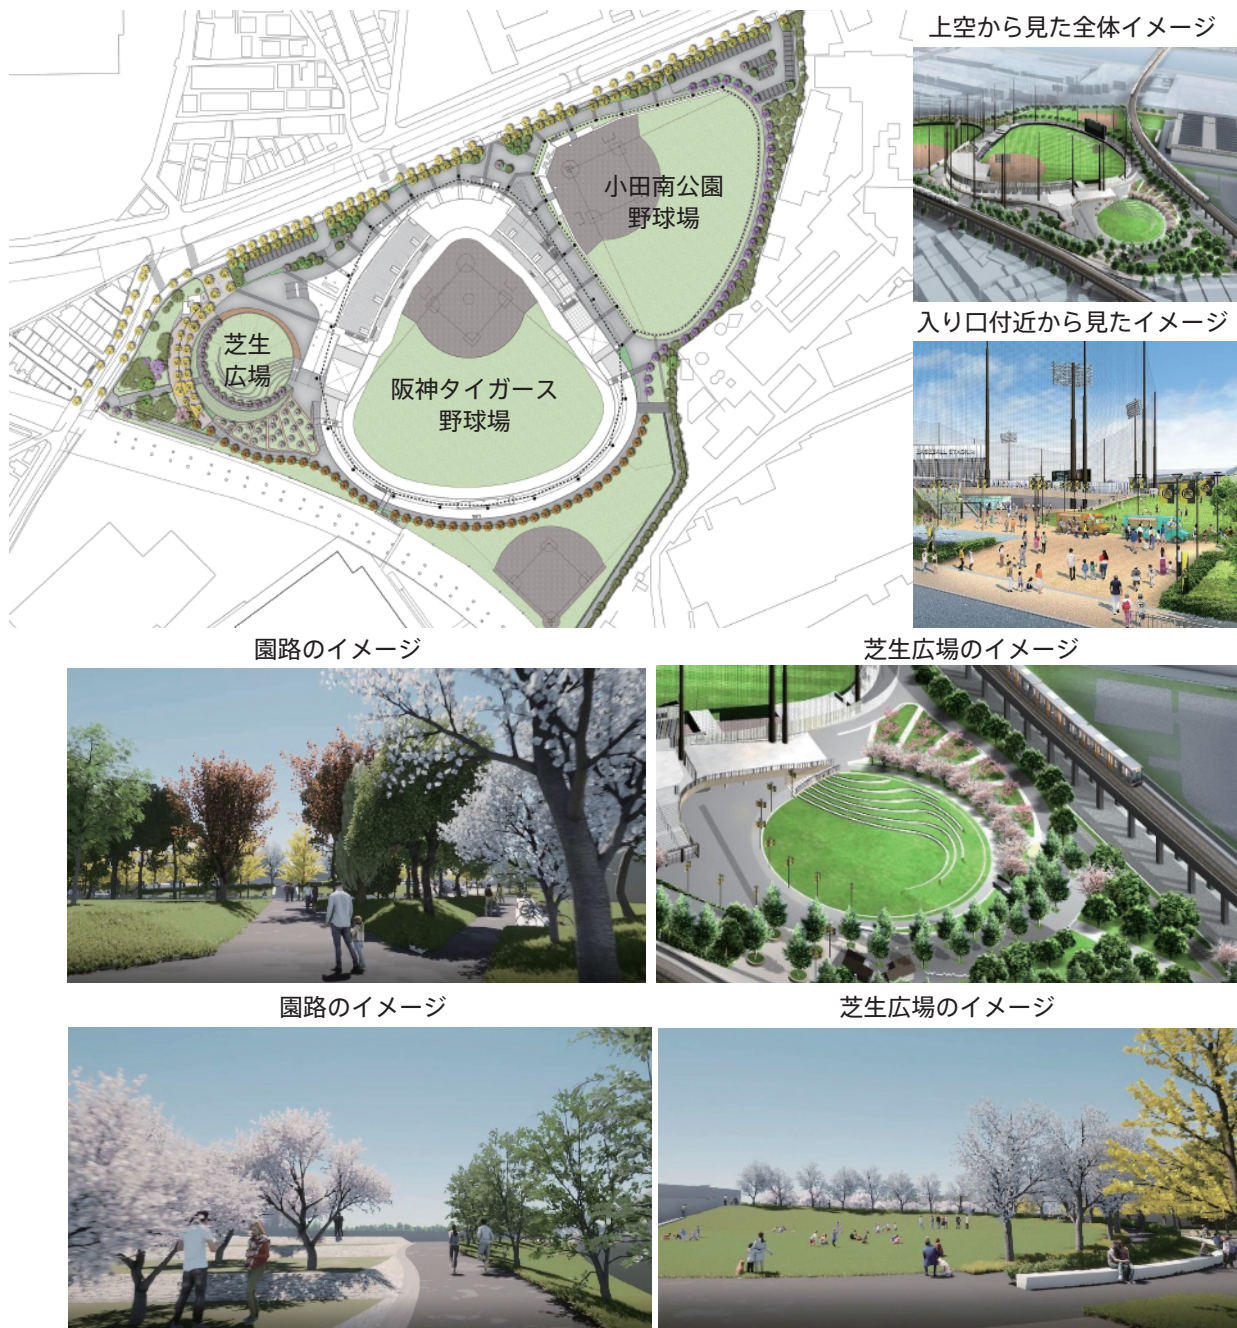 上空から見た全体イメージ
小田南公園
野球場
芝生
広場
阪神タイガース
野球場
入り口付近から見たイメージ
BASEBALL STADIUM
園路のイメージ
芝生広場のイメージ
園路のイメージ
芝生広場のイメージ